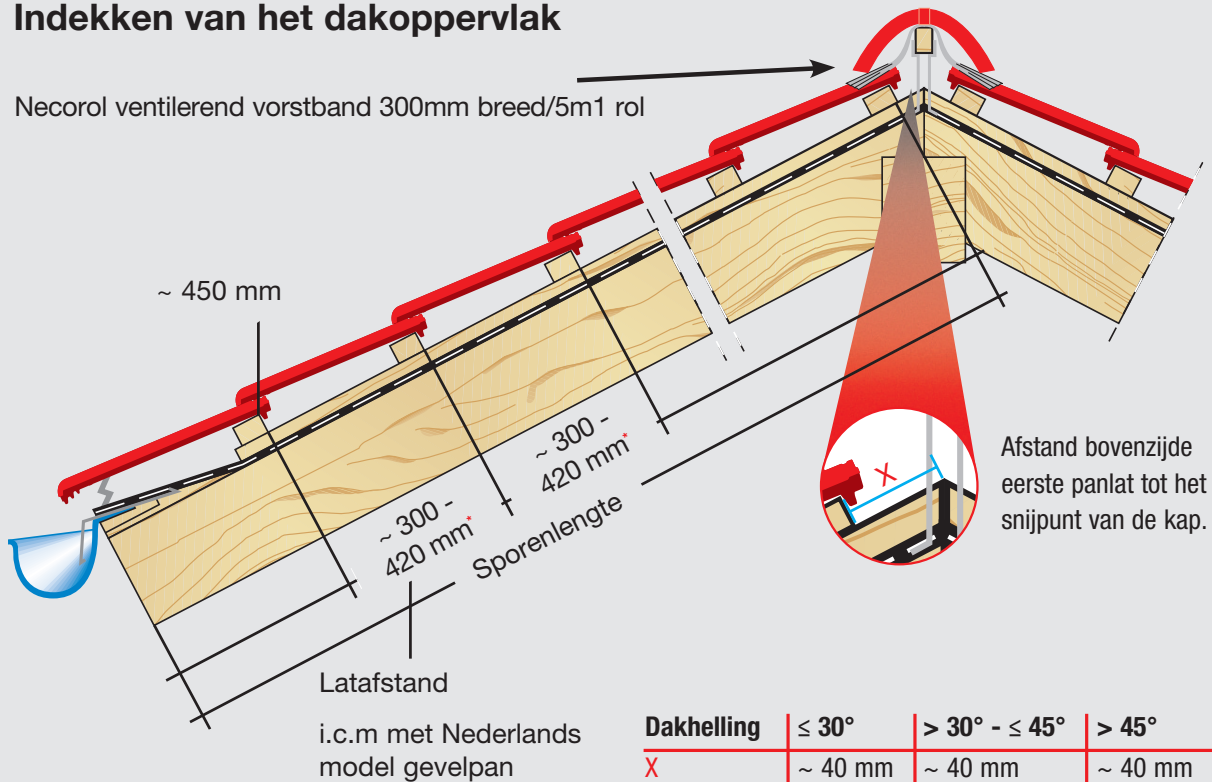 Indekken van het dakoppervlak
Necorol ventilerend vorstband 300mm breed/5m1 rol
~ 450 mm
~ 300 -
420 mm*
~ 300 -
420 mm*
Sporenlengte
X
Afstand bovenzijde
eerste panlat tot het
snijpunt van de kap.
Latafstand
i.c.m met Nederlands
model gevelpan
Dakhelling ≤ 30° > 30° - ≤ 45° > 45°
X ~ 40 mm ~ 40 mm ~ 40 mm